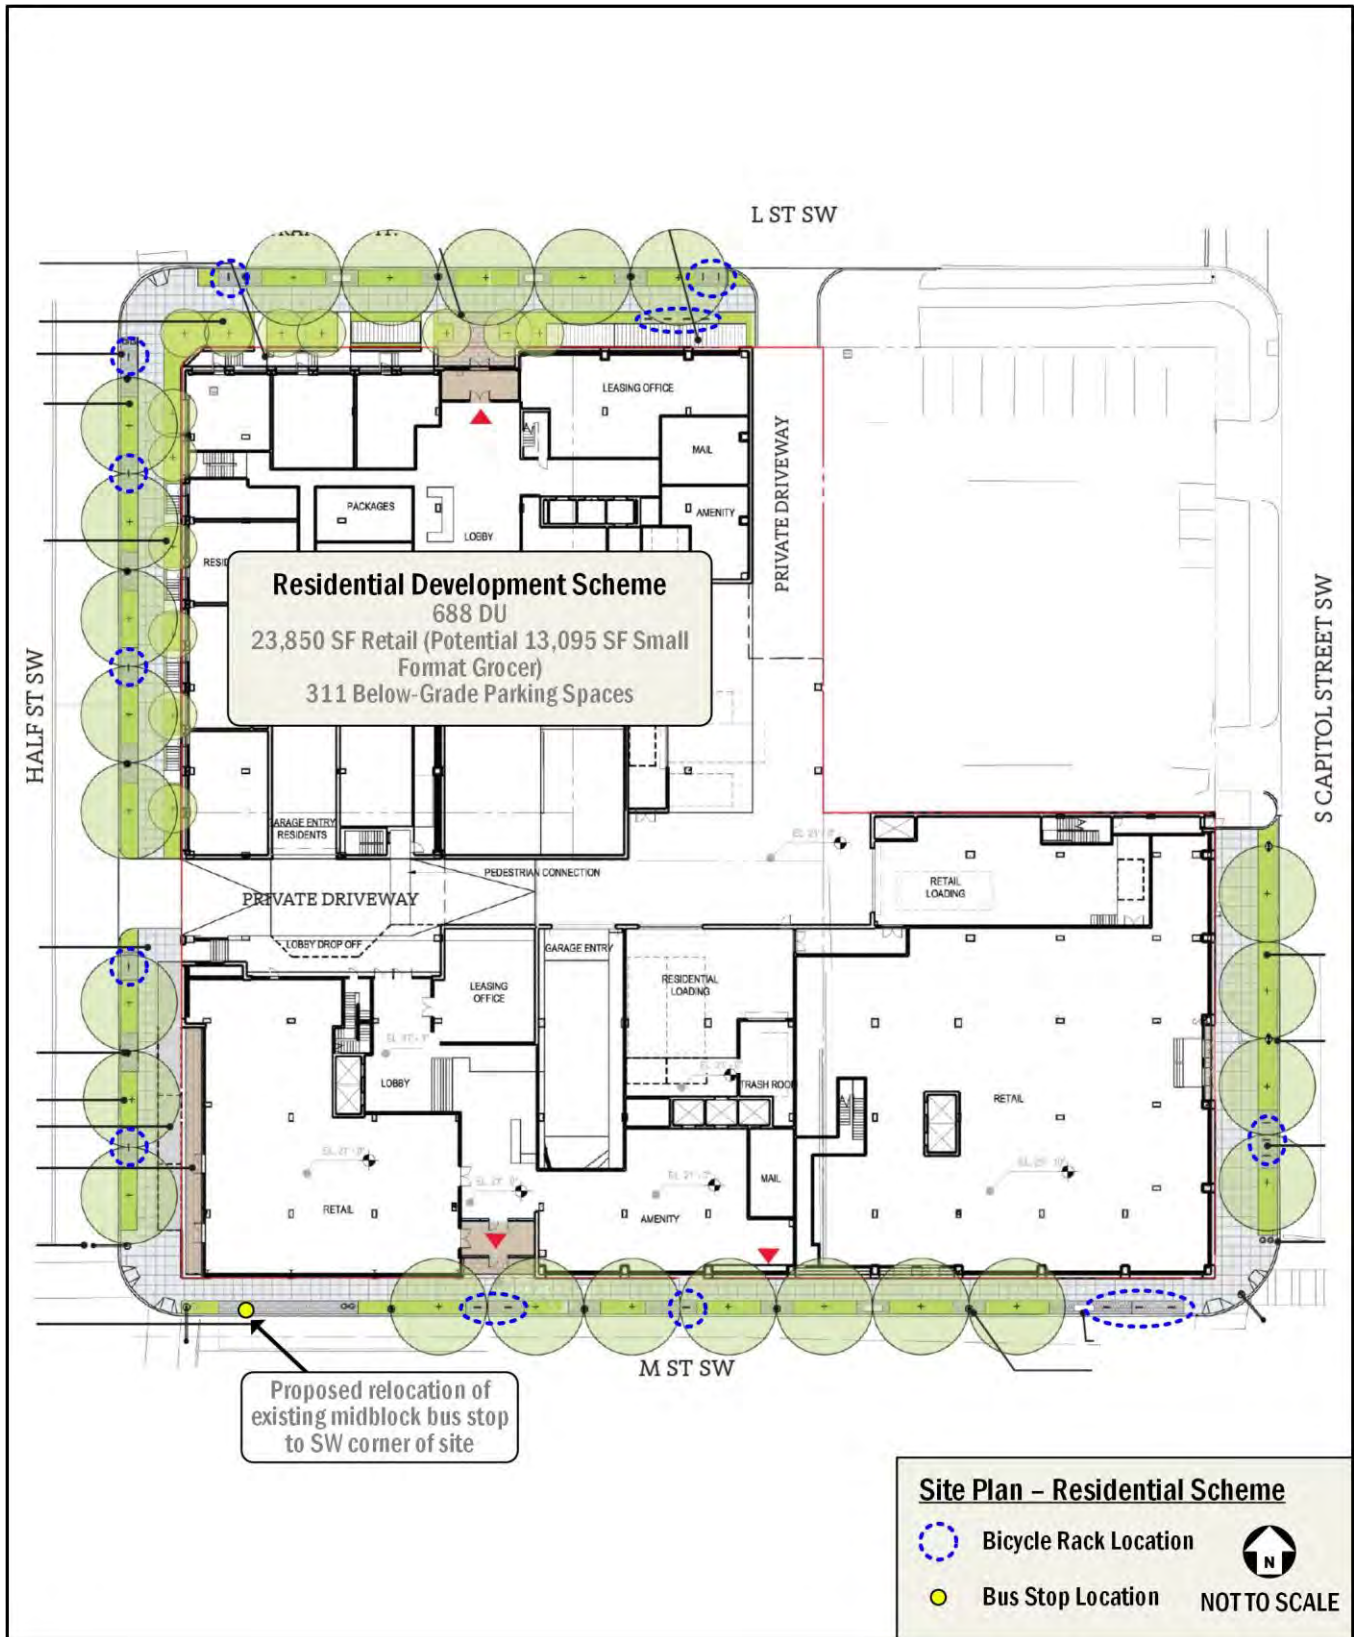 L ST SW
LEASING OFFICE
MAIL
PRIVATE DRIVEWAY
PACKAGES
AMENITY
LOBBY
Residential Development Scheme
688 DU
23,850 SF Retail (Potential 13,095 SF Small
Format Grocer)
311 Below-Grade Parking Spaces
HALF ST SW
S CAPITOL STREET SW
GARAGE ENTRY
RESIDENTS
PEDESTRIAN CONNECTION
RETAIL
LOADING
PRIVATE DRIVEWAY
LOBBY DROP OFF
GARAGE ENTRY
LEASING
OFFICE
RESIDENTIAL
LOADING
LOBBY
TRASH ROOM
RETAIL
MAIL
RETAIL
AMENITY
M ST SW
Proposed relocation of
existing midblock bus stop
to SW corner of site
Site Plan – Residential Scheme
Bicycle Rack Location
N
Bus Stop Location
NOT TO SCALE